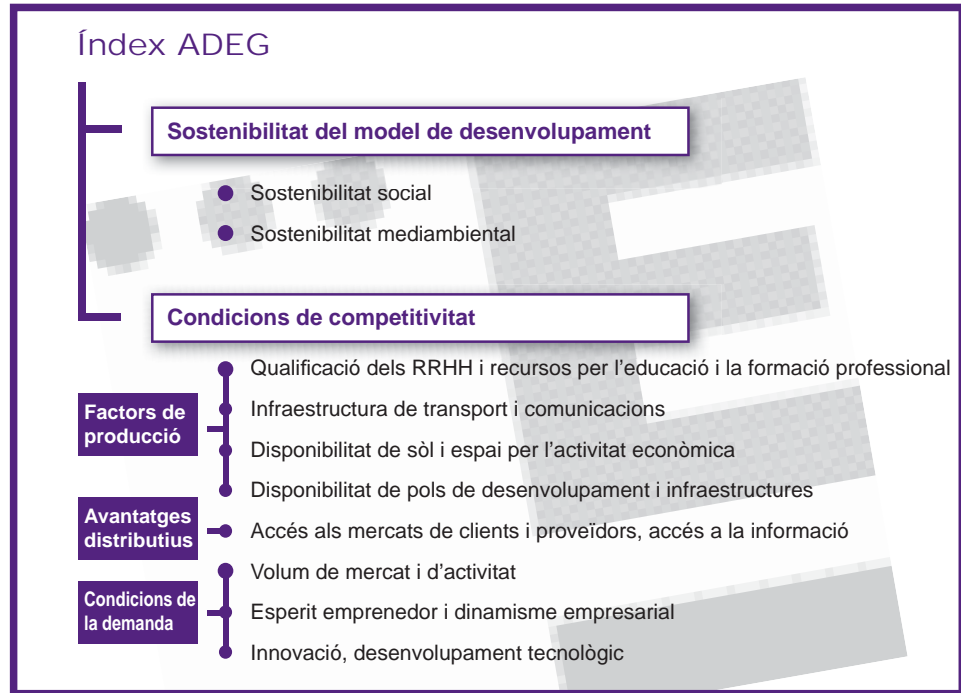 Índex ADEG
Sostenibilitat del model de desenvolupament
Sostenibilitat social
Sostenibilitat mediambiental
Condicions de competitivitat
Factors de
producció
Qualificació dels RRHH i recursos per l’educació i la formació professional
Infraestructura de transport i comunicacions
Disponibilitat de sòl i espai per l’activitat econòmica
Disponibilitat de pols de desenvolupament i infraestructures
Avantatges
distributius
Accés als mercats de clients i proveïdors, accés a la informació
Condicions de
la demanda
Volum de mercat i d’activitat
Esperit emprenedor i dinamisme empresarial
Innovació, desenvolupament tecnològic